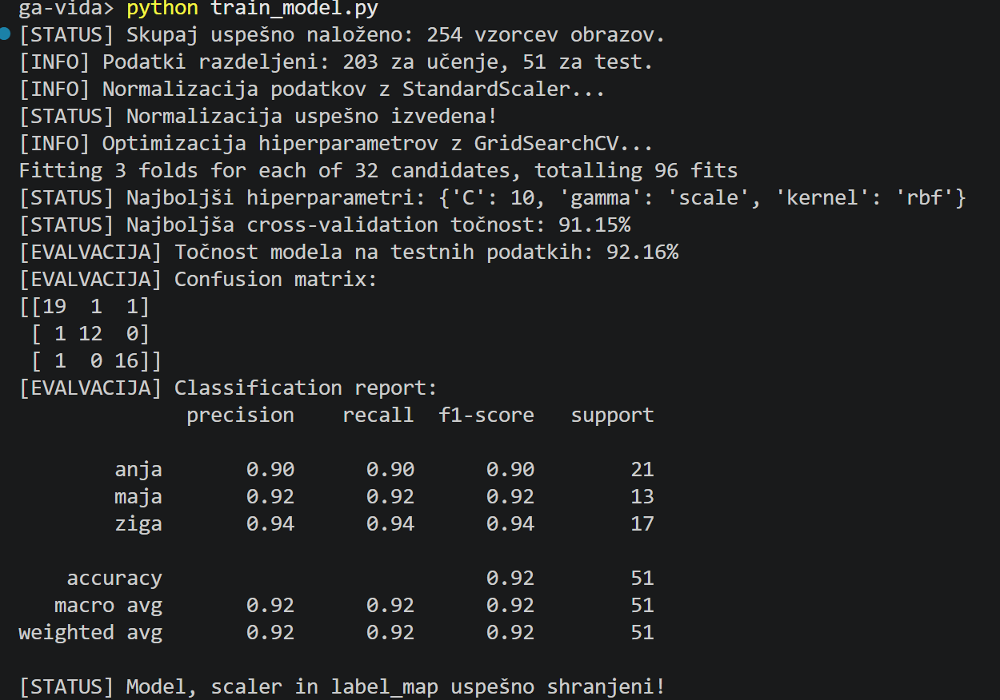 ga-vida> python train_model.py
[STATUS] Skupaj uspešno naloženo: 254 vzorcev obrazov.
[INFO] Podatki razdeljeni: 203 za učenje, 51 za test.
[INFO] Normalizacija podatkov z StandardScaler...
[STATUS] Normalizacija uspešno izvedena!
[INFO] Optimizacija hiperparametrov z GridSearchCV...
Fitting 3 folds for each of 32 candidates, totalling 96 fits
[STATUS] Najboljši hiperparametri: {'C': 10, 'gamma': 'scale', 'kernel': 'rbf'}
[STATUS] Najboljša cross-validation točnost: 91.15%
[EVALVACIJA] Točnost modela na testnih podatkih: 92.16%
[EVALVACIJA] Confusion matrix:
[[19  1  1]
 [ 1 12  0]
 [ 1  0 16]]
[EVALVACIJA] Classification report:
              precision    recall  f1-score   support
        anja       0.90      0.90      0.90        21
        maja       0.92      0.92      0.92        13
        ziga       0.94      0.94      0.94        17
    accuracy                           0.92        51
   macro avg       0.92      0.92      0.92        51
weighted avg       0.92      0.92      0.92        51
[STATUS] Model, scaler in label_map uspešno shranjeni!